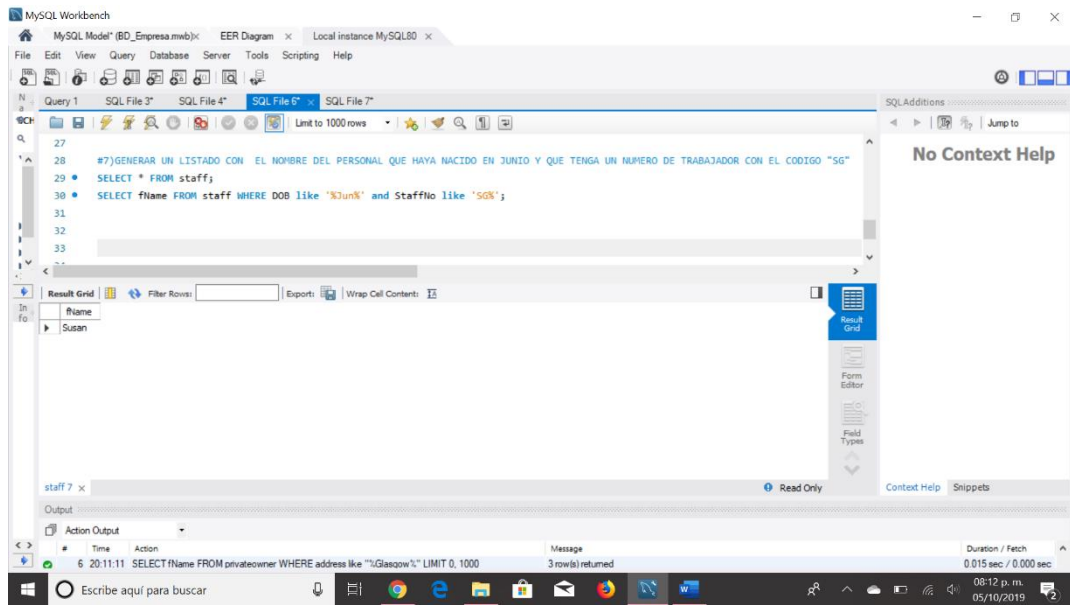 MySQL Workbench
MySQL Model* (BD_Empresa.mwb) × EER Diagram × Local instance MySQL80 ×
File Edit View Query Database Server Tools Scripting Help
Query 1 SQL File 3* SQL File 4* SQL File 6* × SQL File 7*
SQLAdditions
Limit to 1000 rows
Jump to
27
28 #7)GENERAR UN LISTADO CON EL NOMBRE DEL PERSONAL QUE HAYA NACIDO EN JUNIO Y QUE TENGA UN NUMERO DE TRABAJADOR CON EL CODIGO "SG"
29 SELECT * FROM staff;
30 SELECT fName FROM staff WHERE DOB like '%Jun%' and StaffNo like 'SG%';
31
32
33
No Context Help
Result Grid Filter Rows: Export: Wrap Cell Content:
fName
Susan
Result Grid
Form Editor
Field Types
staff 7 ×
Read Only
Context Help Snippets
Output
Action Output
# Time Action Message Duration / Fetch
6 20:11:11 SELECT fName FROM privateowner WHERE address like "%Glasgow%" LIMIT 0, 1000 3 row(s) returned 0.015 sec / 0.000 sec
Escribe aquí para buscar
08:12 p. m.
05/10/2019